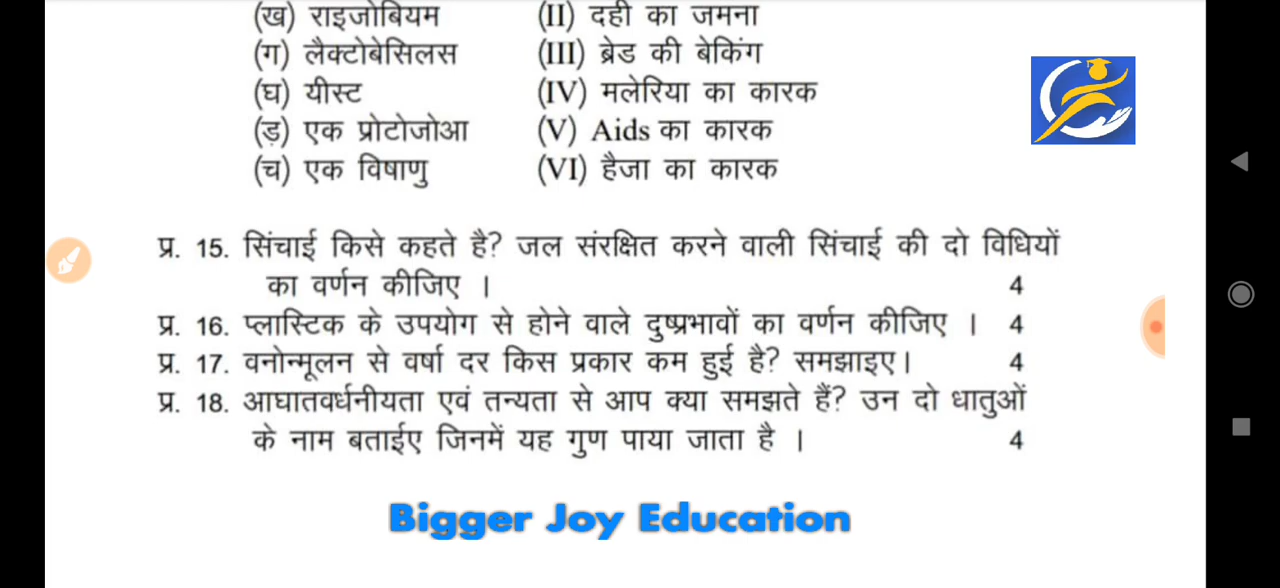 (ख) राइजोबियम (II) दही का जमना
(ग) लैक्टोबेसिलस (III) ब्रेड की बेकिंग
(घ) यीस्ट (IV) मलेरिया का कारक
(ड़) एक प्रोटोजोआ (V) Aids का कारक
(च) एक विषाणु (VI) हैजा का कारक
प्र. 15. सिंचाई किसे कहते है? जल संरक्षित करने वाली सिंचाई की दो विधियों
का वर्णन कीजिए । 4
प्र. 16. प्लास्टिक के उपयोग से होने वाले दुष्प्रभावों का वर्णन कीजिए । 4
प्र. 17. वनोन्मूलन से वर्षा दर किस प्रकार कम हुई है? समझाइए। 4
प्र. 18. आघातवर्धनीयता एवं तन्यता से आप क्या समझते हैं? उन दो धातुओं
के नाम बताईए जिनमें यह गुण पाया जाता है । 4
Bigger Joy Education